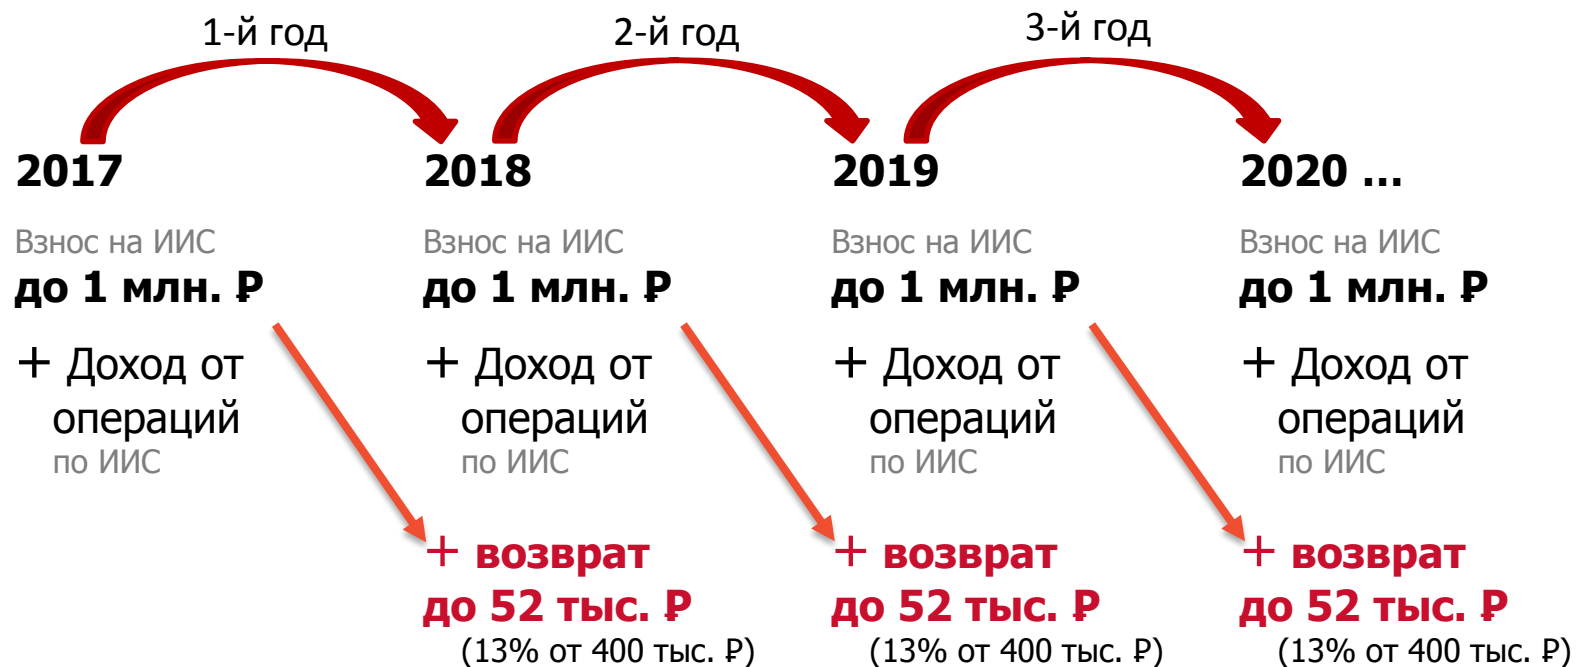 1-й год
2-й год
3-й год
2017
2018
2019
2020 ...
Взнос на ИИС
до 1 млн. ₽
Взнос на ИИС
до 1 млн. ₽
Взнос на ИИС
до 1 млн. ₽
Взнос на ИИС
до 1 млн. ₽
+ Доход от
операций
по ИИС
+ Доход от
операций
по ИИС
+ Доход от
операций
по ИИС
+ Доход от
операций
по ИИС
+ возврат
до 52 тыс. ₽
(13% от 400 тыс. ₽)
+ возврат
до 52 тыс. ₽
(13% от 400 тыс. ₽)
+ возврат
до 52 тыс. ₽
(13% от 400 тыс. ₽)